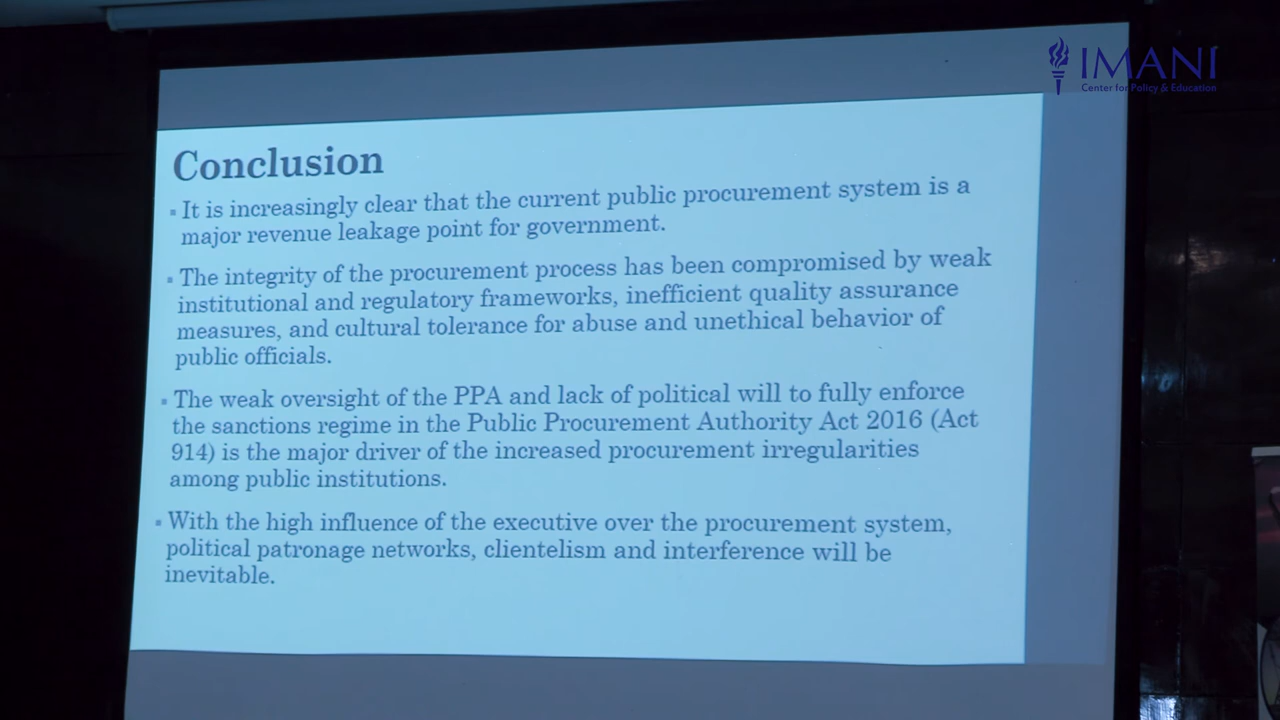 IMANI
Center for Policy & Education
Conclusion
▪ It is increasingly clear that the current public procurement system is a
major revenue leakage point for government.
▪ The integrity of the procurement process has been compromised by weak
institutional and regulatory frameworks, inefficient quality assurance
measures, and cultural tolerance for abuse and unethical behavior of
public officials.
▪ The weak oversight of the PPA and lack of political will to fully enforce
the sanctions regime in the Public Procurement Authority Act 2016 (Act
914) is the major driver of the increased procurement irregularities
among public institutions.
▪ With the high influence of the executive over the procurement system,
political patronage networks, clientelism and interference will be
inevitable.